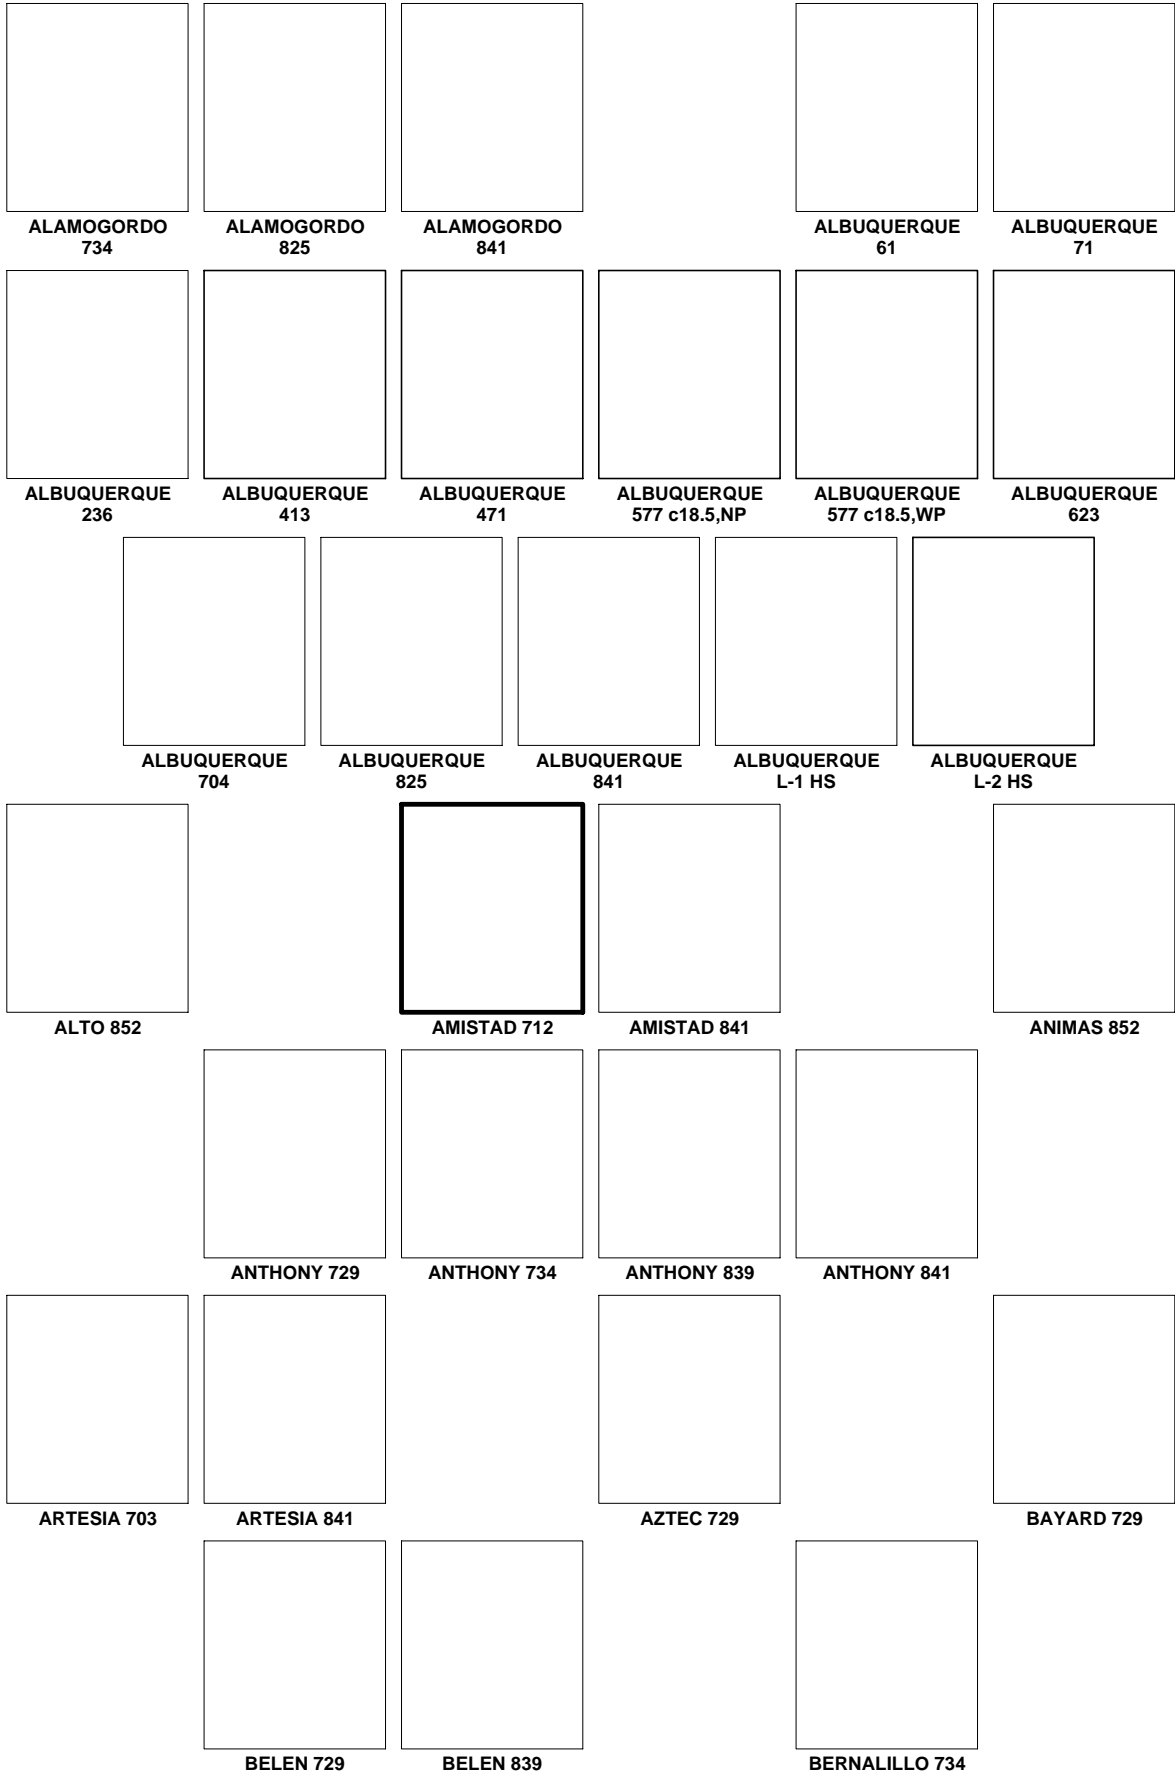 ALAMOGORDO
734
ALAMOGORDO
825
ALAMOGORDO
841
ALBUQUERQUE
61
ALBUQUERQUE
71
ALBUQUERQUE
236
ALBUQUERQUE
413
ALBUQUERQUE
471
ALBUQUERQUE
577 c18.5,NP
ALBUQUERQUE
577 c18.5,WP
ALBUQUERQUE
623
ALBUQUERQUE
704
ALBUQUERQUE
825
ALBUQUERQUE
841
ALBUQUERQUE
L-1 HS
ALBUQUERQUE
L-2 HS
ALTO 852
AMISTAD 712
AMISTAD 841
ANIMAS 852
ANTHONY 729
ANTHONY 734
ANTHONY 839
ANTHONY 841
ARTESIA 703
ARTESIA 841
AZTEC 729
BAYARD 729
BELEN 729
BELEN 839
BERNALILLO 734